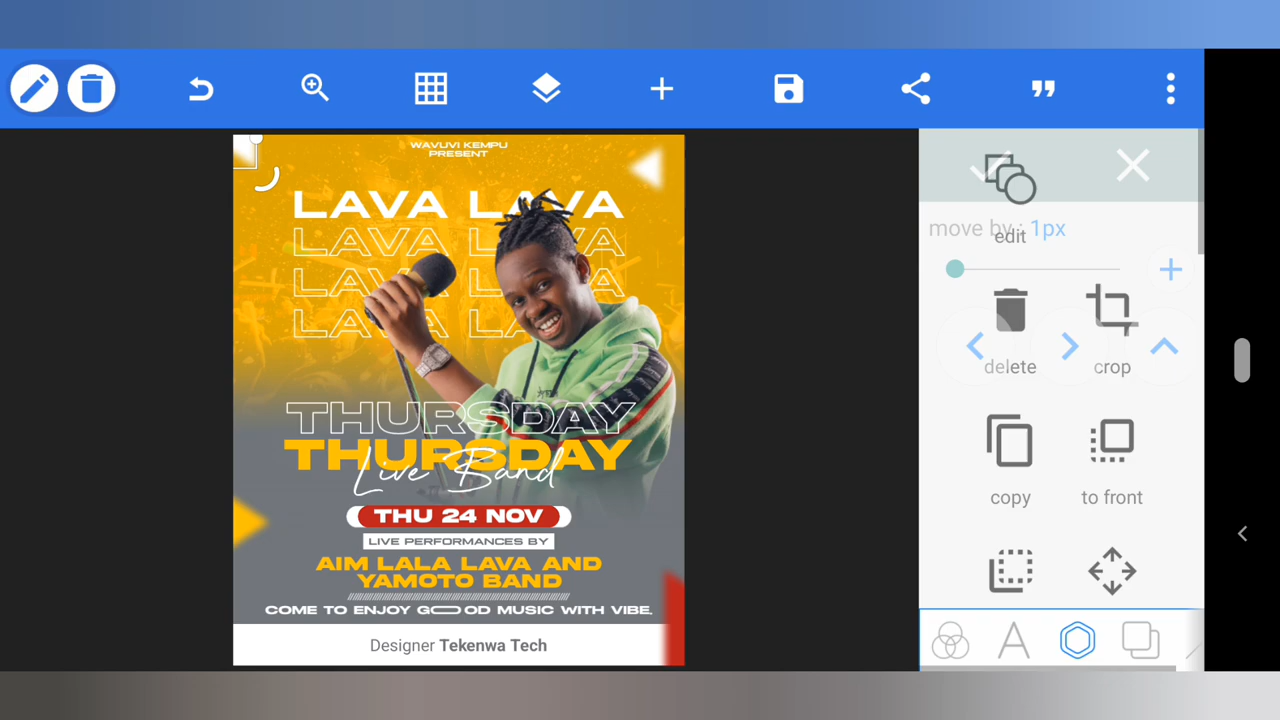 WAVUVI KEMPU
PRESENT
LAVA LAVA
LAVA LAVA
LAVA LAVA
LAVA LAVA
THURSDAY
THURSDAY
Live Band
THU 24 NOV
LIVE PERFORMANCES BY
AIM LALA LAVA AND
YAMOTO BAND
COME TO ENJOY GOOD MUSIC WITH VIBE.
Designer Tekenwa Tech
move by : 1px
edit
delete
crop
copy
to front